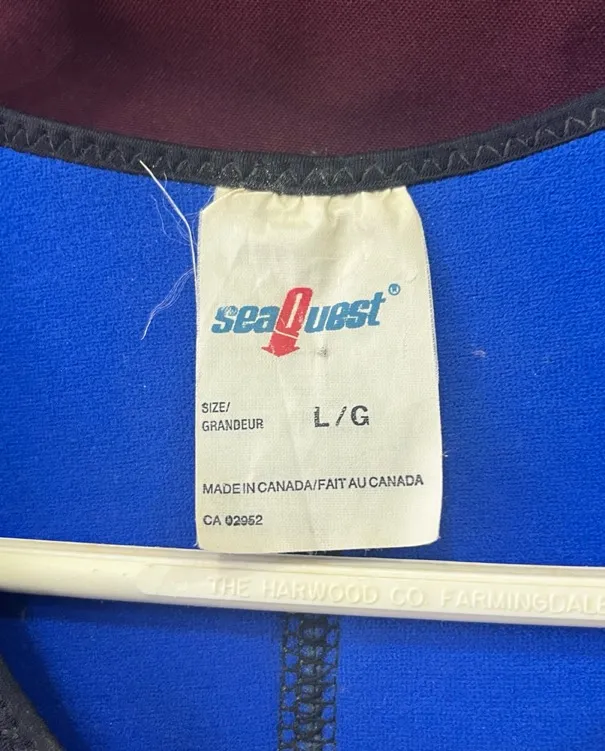 seaQuest®
SIZE/
GRANDEUR L/G
MADE IN CANADA/FAIT AU CANADA
CA 02952
THE HARWOOD CO FARMINGDALE